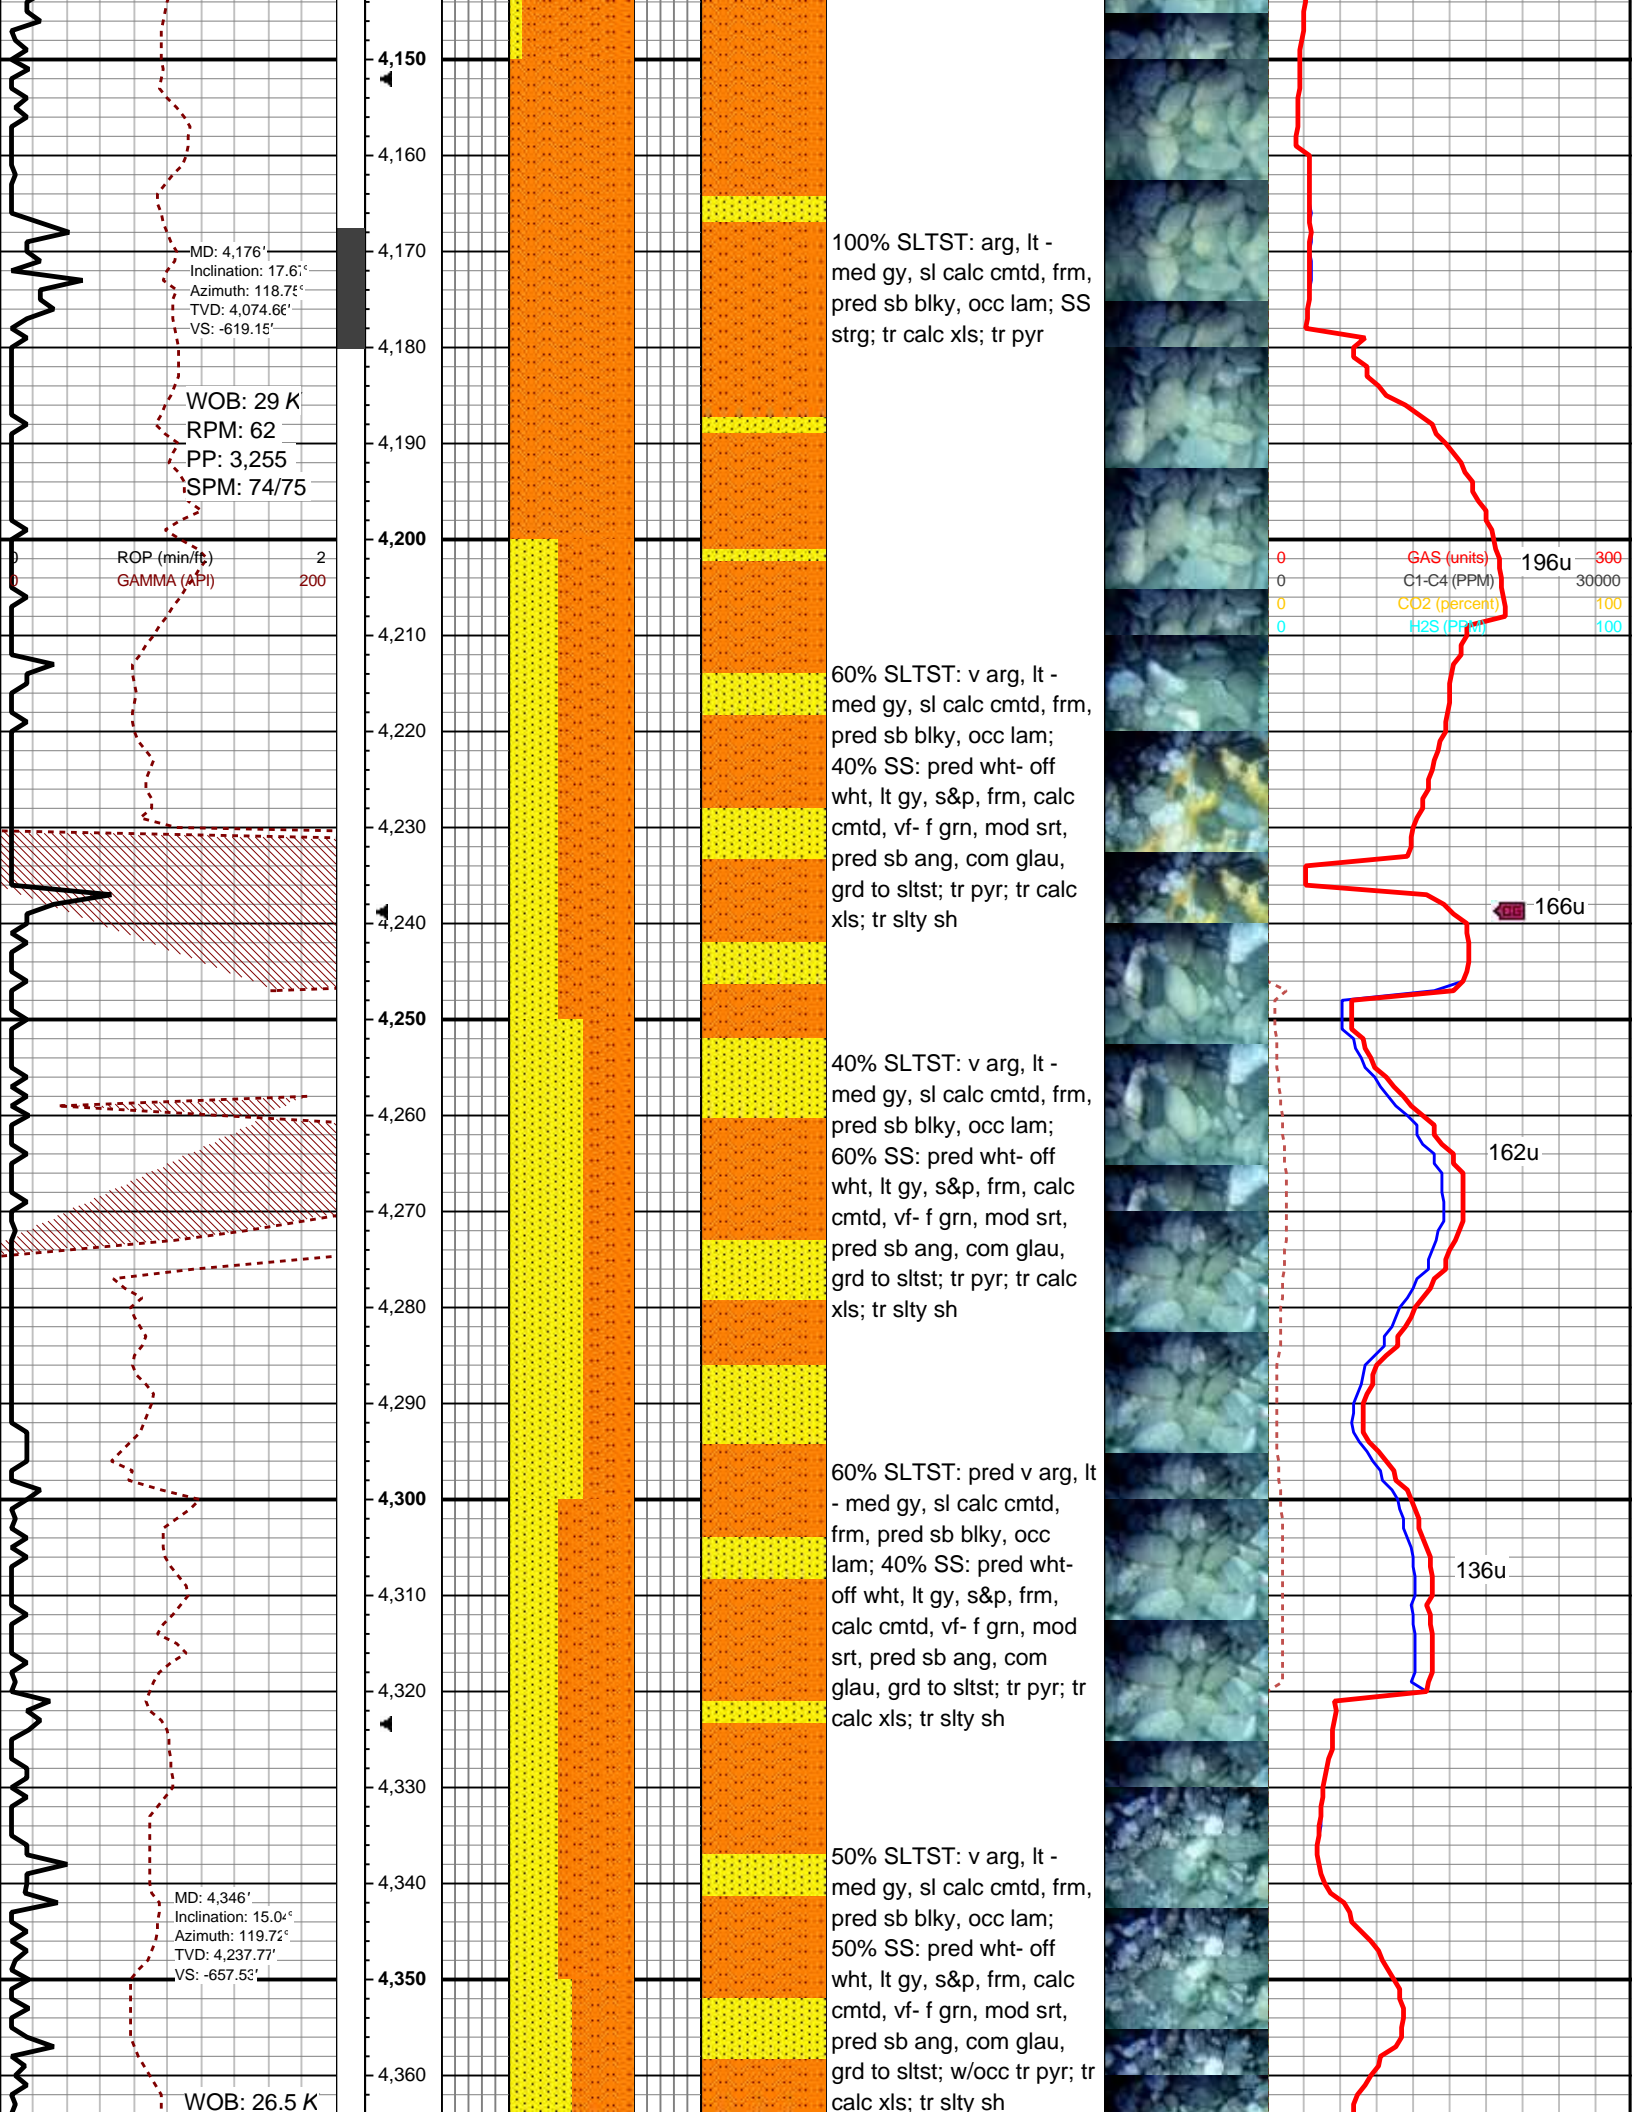 4,150
4,160
MD: 4,176'
Inclination: 17.67°
Azimuth: 118.75°
TVD: 4,074.66'
VS: -619.15'
4,170
100% SLTST: arg, lt -
med gy, sl calc cmtd, frm,
pred sb blky, occ lam; SS
strg; tr calc xls; tr pyr
4,180
WOB: 29 K
RPM: 62
PP: 3,255
SPM: 74/75
4,190
4,200
0 ROP (min/ft.) 2
0 GAMMA (API) 200
0 GAS (units) 300
196u
0 C1-C4 (PPM) 30000
0 CO2 (percent) 100
0 H2S (PPM) 100
4,210
4,220
4,230
4,240
60% SLTST: v arg, lt -
med gy, sl calc cmtd, frm,
pred sb blky, occ lam;
40% SS: pred wht- off
wht, lt gy, s&p, frm, calc
cmtd, vf- f grn, mod srt,
pred sb ang, com glau,
grd to sltst; tr pyr; tr calc
xls; tr slty sh
CG
166u
4,250
4,260
4,270
4,280
40% SLTST: v arg, lt -
med gy, sl calc cmtd, frm,
pred sb blky, occ lam;
60% SS: pred wht- off
wht, lt gy, s&p, frm, calc
cmtd, vf- f grn, mod srt,
pred sb ang, com glau,
grd to sltst; tr pyr; tr calc
xls; tr slty sh
162u
4,290
4,300
4,310
4,320
60% SLTST: pred v arg, lt
- med gy, sl calc cmtd,
frm, pred sb blky, occ
lam; 40% SS: pred wht-
off wht, lt gy, s&p, frm,
calc cmtd, vf- f grn, mod
srt, pred sb ang, com
glau, grd to sltst; tr pyr; tr
calc xls; tr slty sh
136u
4,330
4,340
MD: 4,346'
Inclination: 15.04°
Azimuth: 119.72°
TVD: 4,237.77'
VS: -657.53'
4,350
4,360
50% SLTST: v arg, lt -
med gy, sl calc cmtd, frm,
pred sb blky, occ lam;
50% SS: pred wht- off
wht, lt gy, s&p, frm, calc
cmtd, vf- f grn, mod srt,
pred sb ang, com glau,
grd to sltst; w/occ tr pyr; tr
calc xls; tr slty sh
WOB: 26.5 K